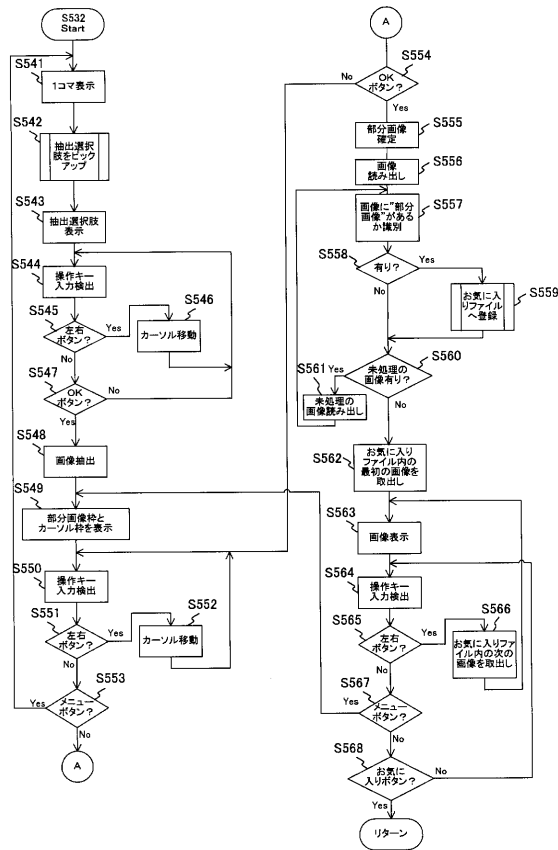 S532
Start
S541
1コマ表示
S542
抽出選択
肢をピック
アップ
S543
抽出選択肢
表示
S544
操作キー
入力検出
S545
左右
ボタン?
Yes
S546
カーソル移動
No
S547
OK
ボタン?
No
Yes
S548
画像抽出
S549
部分画像枠と
カーソル枠を表示
S550
操作キー
入力検出
S551
左右
ボタン?
Yes
S552
カーソル移動
No
S553
メニュー
ボタン?
Yes
No
A
A
S554
OK
ボタン?
No
Yes
S555
部分画像
確定
S556
画像
読み出し
S557
画像に"部分
画像"があるか
か識別
S558
有り?
Yes
S559
お気に入
りファイル
へ登録
No
S560
未処理の
画像有り?
Yes
S561
未処理の
画像読み出し
No
S562
お気に入り
ファイル内の
最初の画像を
取出し
S563
画像表示
S564
操作キー
入力検出
S565
左右
ボタン?
Yes
S566
お気に入りファ
イル内の次の
画像を取出し
No
S567
メニュー
ボタン?
Yes
No
S568
お気に
入りボタン?
No
Yes
リターン